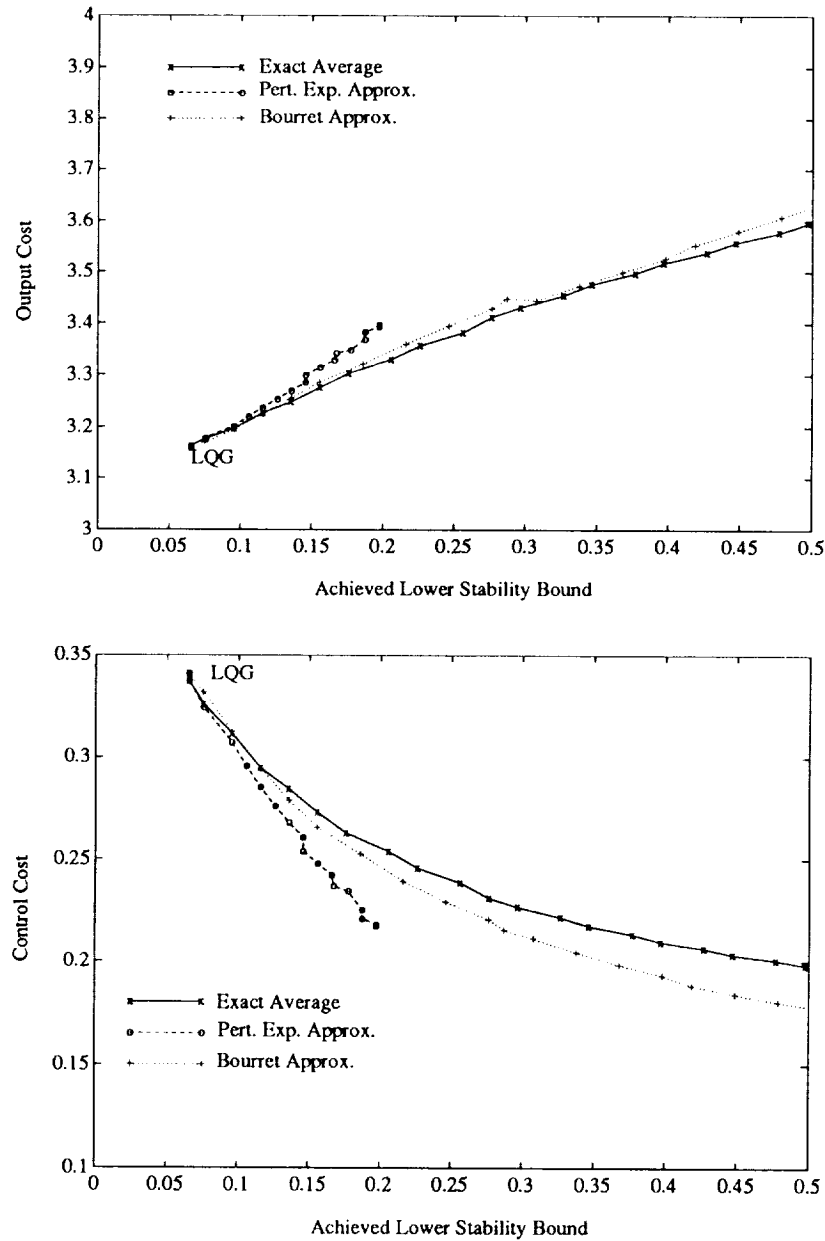 4
3.9
3.8
3.7
3.6
3.5
3.4
3.3
3.2
3.1
3
Output Cost
Exact Average
Pert. Exp. Approx.
Bourret Approx.
LQG
0 0.05 0.1 0.15 0.2 0.25 0.3 0.35 0.4 0.45 0.5
Achieved Lower Stability Bound
0.35
0.3
0.25
0.2
0.15
0.1
Control Cost
LQG
Exact Average
Pert. Exp. Approx.
Bourret Approx.
0 0.05 0.1 0.15 0.2 0.25 0.3 0.35 0.4 0.45 0.5
Achieved Lower Stability Bound